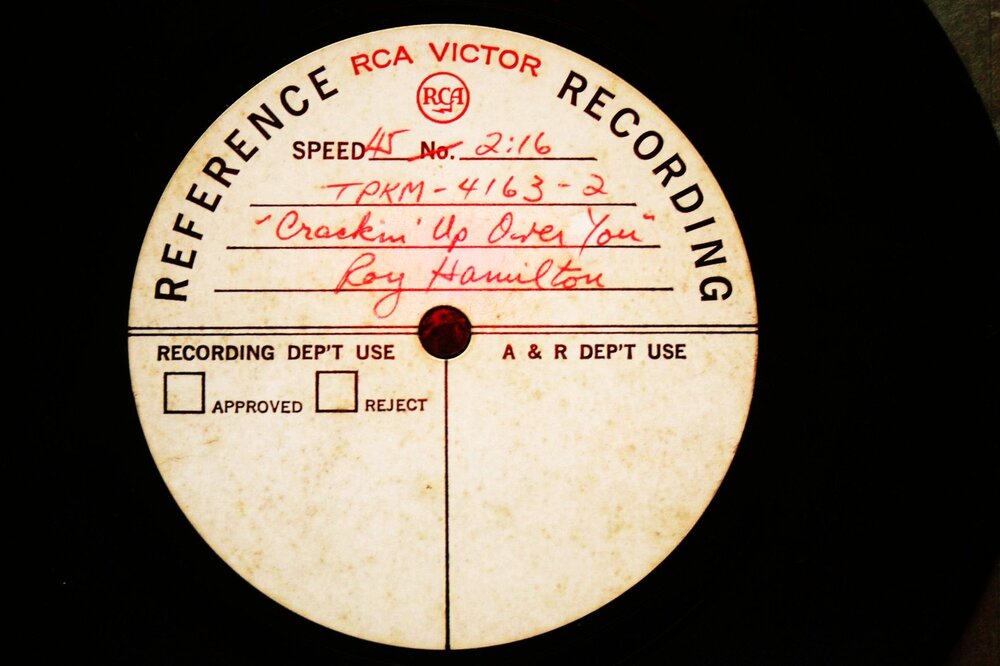 REFERENCE RCA VICTOR RECORDING
RCA
SPEED 45 No. 2:16
TPKM-4163-2
"Crackin' Up Over You"
Roy Hamilton
RECORDING DEP'T USE
A & R DEP'T USE
APPROVED REJECT